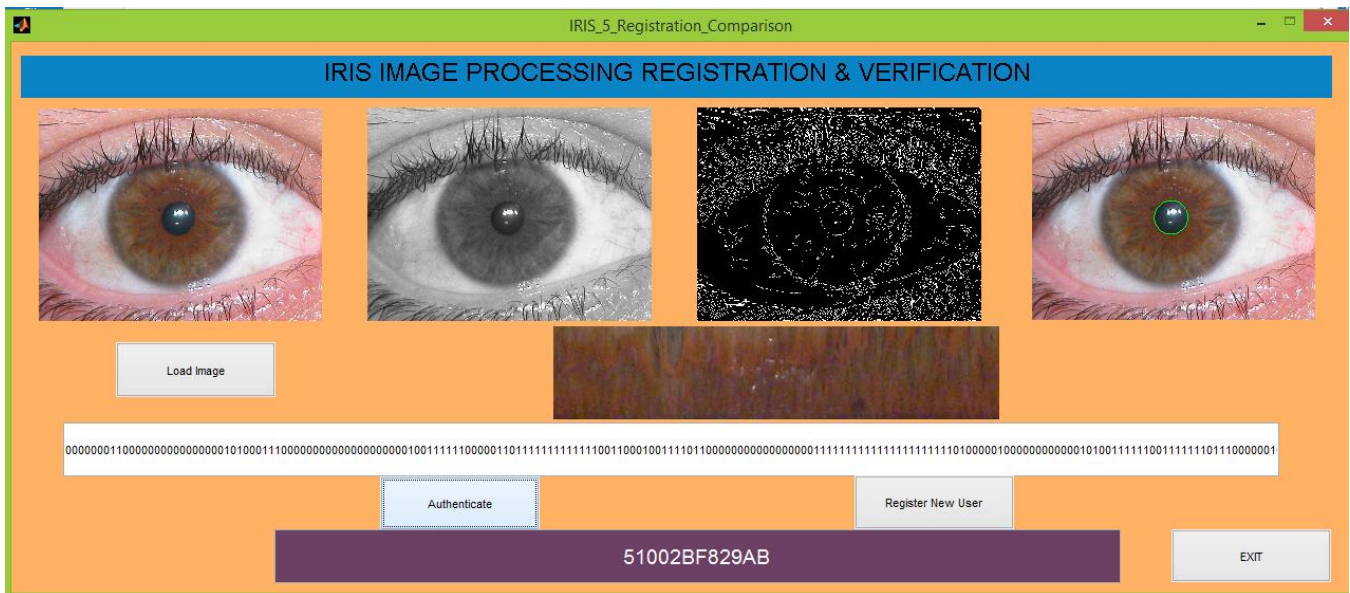 IRIS_5_Registration_Comparison
IRIS IMAGE PROCESSING REGISTRATION & VERIFICATION
Load Image
Authenticate
Register New User
51002BF829AB
EXIT